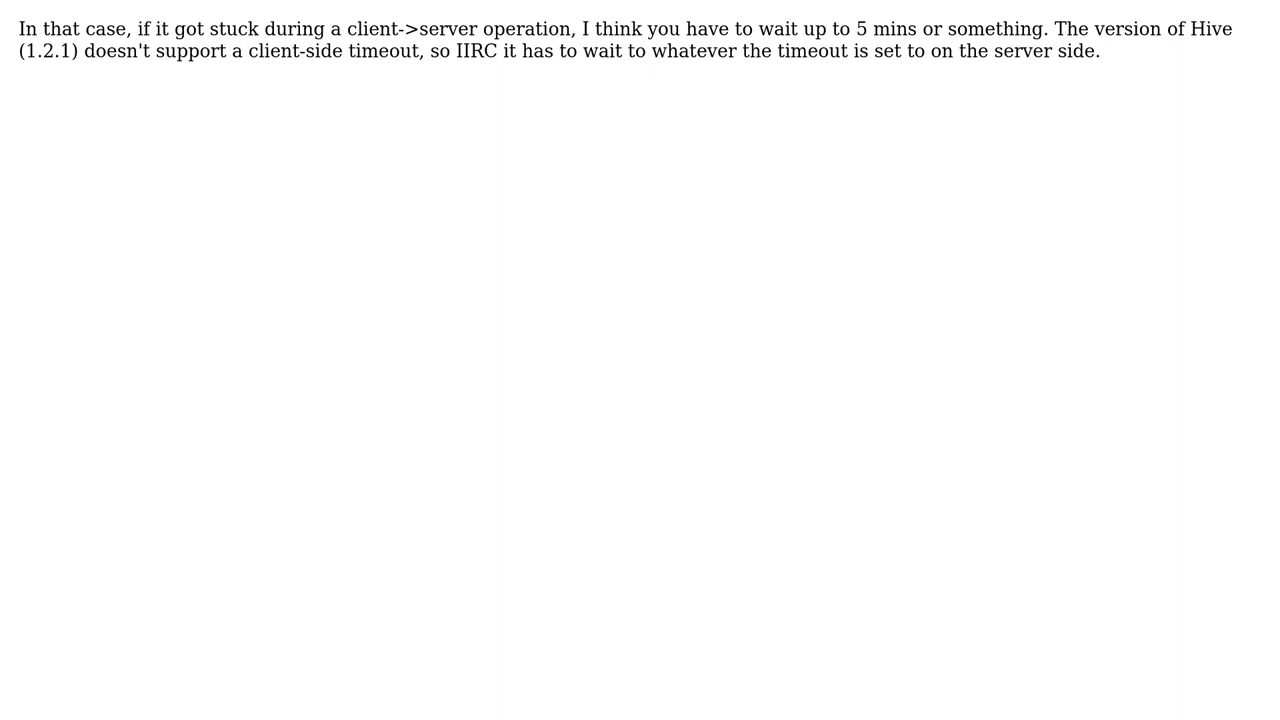 In that case, if it got stuck during a client->server operation, I think you have to wait up to 5 mins or something. The version of Hive
(1.2.1) doesn't support a client-side timeout, so IIRC it has to wait to whatever the timeout is set to on the server side.